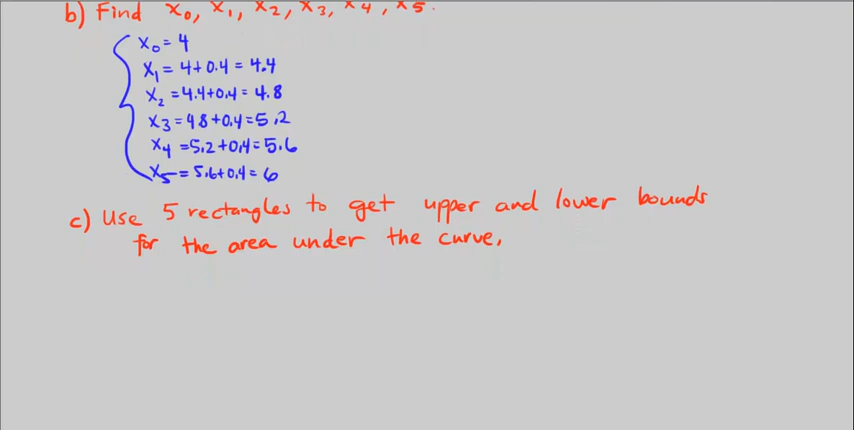 b) Find x₀, x₁, x₂, x₃, x₄, x₅.
x₀ = 4
x₁ = 4+0.4 = 4.4
x₂ = 4.4+0.4 = 4.8
x₃ = 4.8+0.4 = 5.2
x₄ = 5.2+0.4 = 5.6
x₅ = 5.6+0.4 = 6
c) Use 5 rectangles to get upper and lower bounds
for the area under the curve.